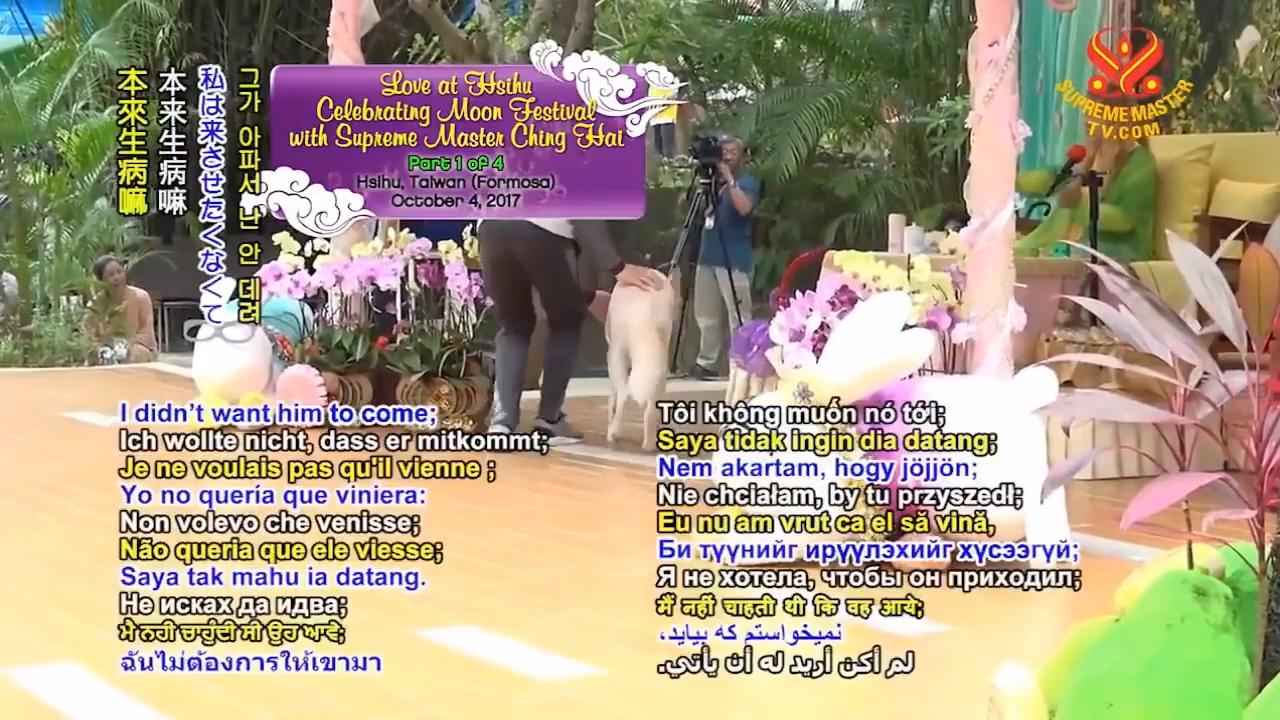 Love at Hsihu
Celebrating Moon Festival
with Supreme Master Ching Hai
Part 1 of 4
Hsihu, Taiwan (Formosa)
October 4, 2017
SUPREME MASTER
TV.COM
그가 아파서 난 안 데려
私は来させたくなくて
本来生病嘛
本來生病嘛
I didn't want him to come;
Ich wollte nicht, dass er mitkommt;
Je ne voulais pas qu'il vienne ;
Yo no quería que viniera:
Non volevo che venisse;
Não queria que ele viesse;
Saya tak mahu ia datang.
Не исках да идва;
ਮੈ ਨਹੀ ਚਾਹੁੰਦੀ ਸੀ ਉਹ ਆਵੇ;
ฉันไม่ต้องการให้เขามา
Tôi không muốn nó tới;
Saya tidak ingin dia datang;
Nem akartam, hogy jöjjön;
Nie chciałam, by tu przyszedł;
Eu nu am vrut ca el să vină,
Би түүнийг ирүүлэхийг хүсээгүй;
Я не хотела, чтобы он приходил;
मैं नहीं चाहती थी कि वह आये;
نمیخواستم که بیاید،
لم أكن أريد له أن يأتي.